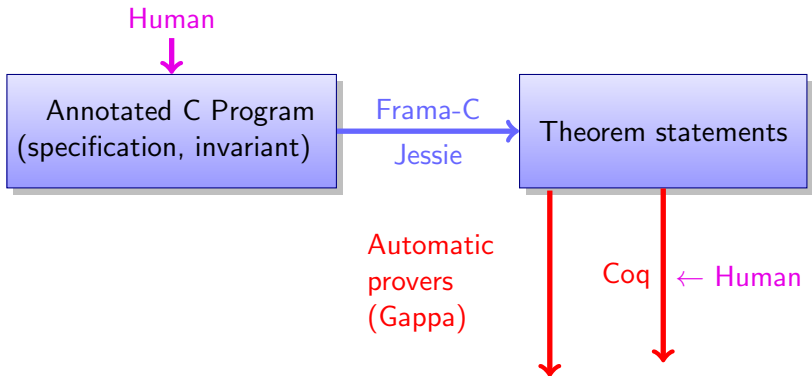 Human
Annotated C Program
(specification, invariant)
Frama-C
Jessie
Theorem statements
Automatic
provers
(Gappa)
Coq
← Human